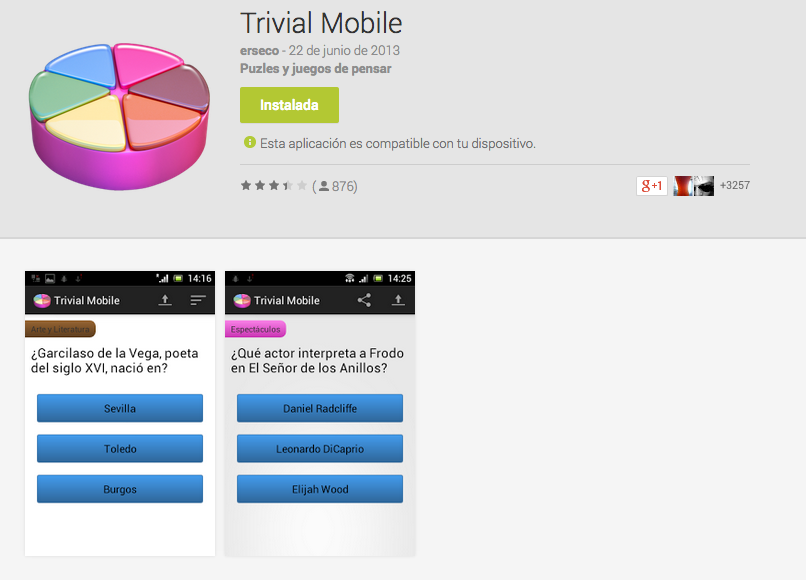 Trivial Mobile
erseco - 22 de junio de 2013
Puzles y juegos de pensar
Instalada
Esta aplicación es compatible con tu dispositivo.
(876)
g+1
+3257
14:16
Trivial Mobile
Arte y Literatura
¿Garcilaso de la Vega, poeta
del siglo XVI, nació en?
Sevilla
Toledo
Burgos
14:25
Trivial Mobile
Espectáculos
¿Qué actor interpreta a Frodo
en El Señor de los Anillos?
Daniel Radcliffe
Leonardo DiCaprio
Elijah Wood